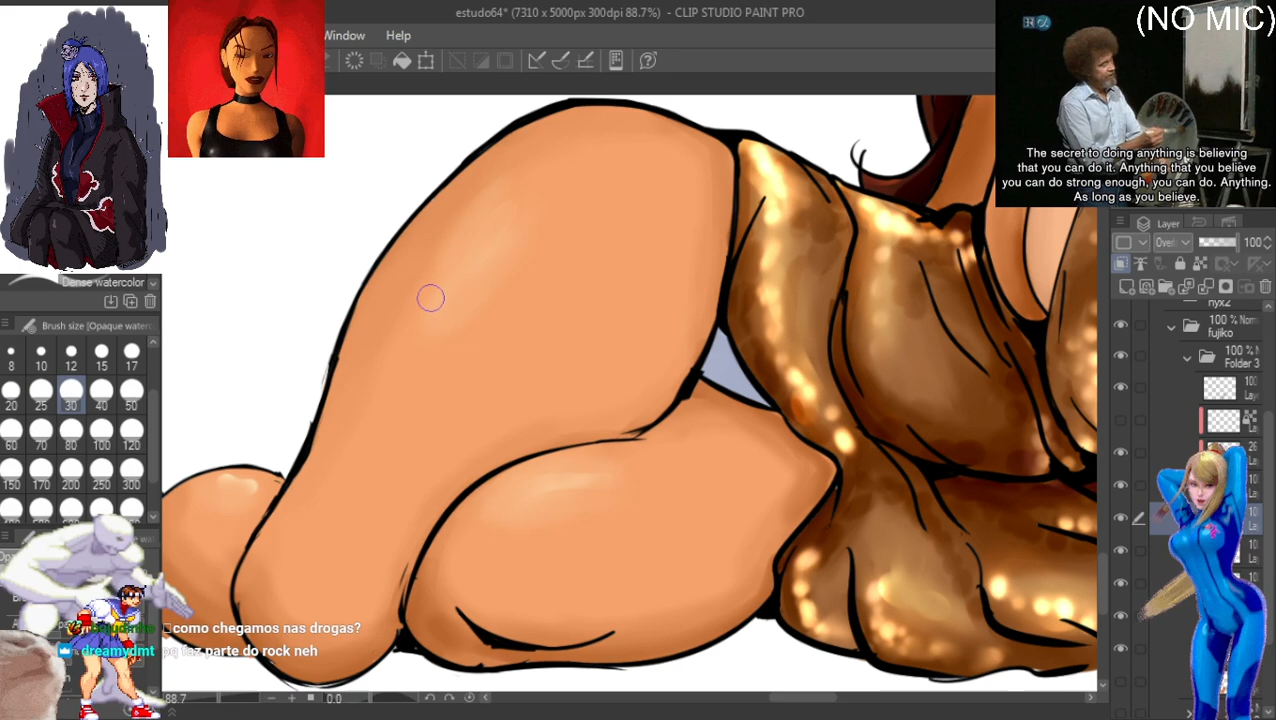 estudo64* (7310 x 5000px 300dpi 88.7%) - CLIP STUDIO PAINT PRO
Window Help
(NO MIC)
The secret to doing anything is believing
that you can do it. Anything that you believe
you can do strong enough, you can do. Anything.
As long as you believe.
Dense watercolor
Brush size [Opaque waterc
8 10 12 15 17
20 25 30 40 50
60 70 80 100 120
150 170 200 250 300
Layer
Over 100
nyx2
100 % Norm
fujiko
100 % N
Folder 3
como chegamos nas drogas?
dreamydmt pq faz parte do rock neh
88.7 0.0